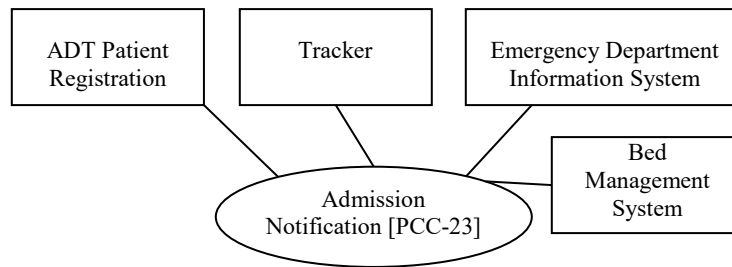 ADT Patient
Registration
Tracker
Emergency Department
Information System
Bed
Management
System
Admission
Notification [PCC-23]